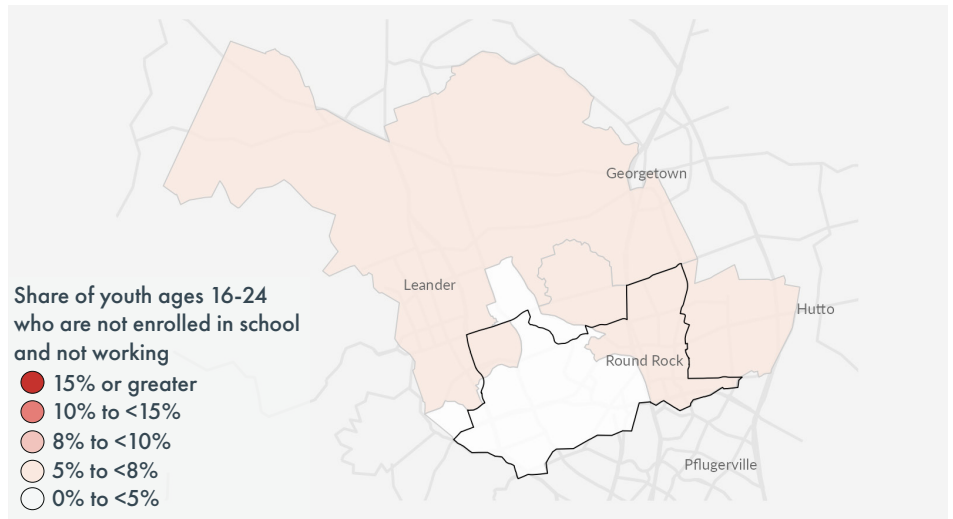 Georgetown
Leander
Share of youth ages 16-24
who are not enrolled in school
and not working
15% or greater
10% to <15%
8% to <10%
5% to <8%
0% to <5%
Hutto
Round Rock
Pflugerville